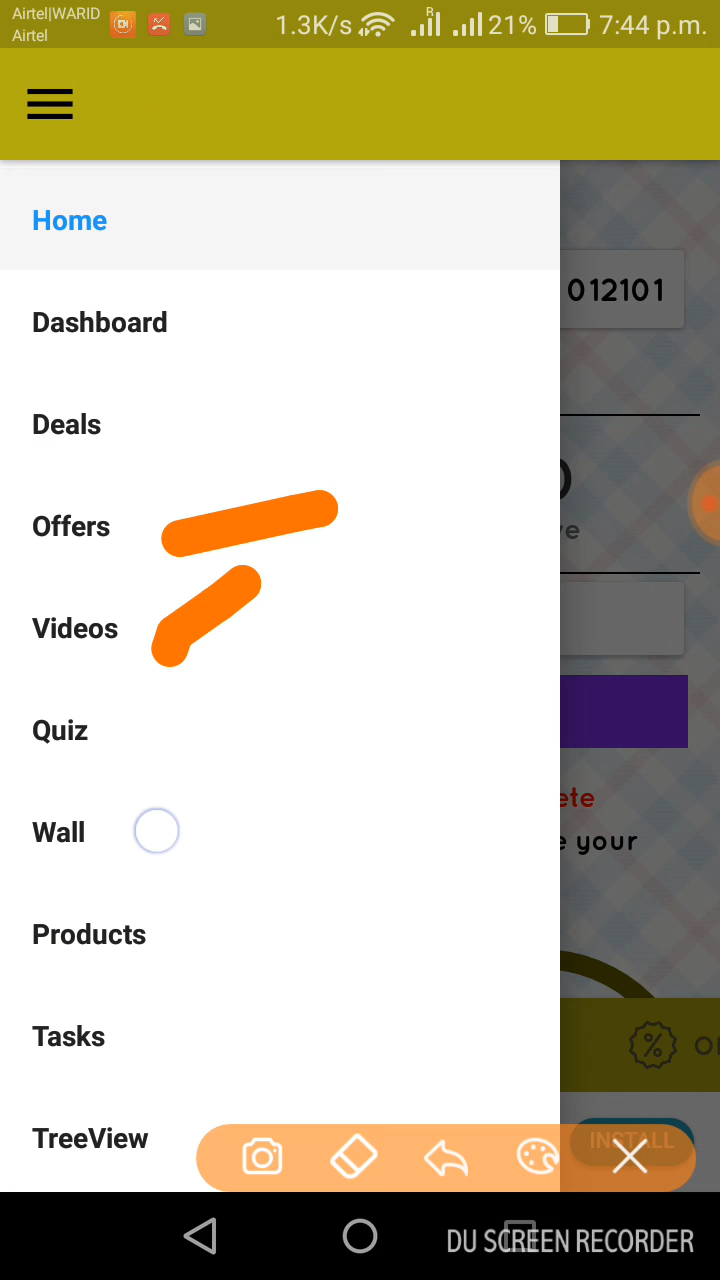 Airtel|WARID
Airtel
1.3K/s
R
21%
7:44 p.m.
Home
012101
Dashboard
Deals
Offers
Videos
Quiz
Wall
your
Products
Tasks
TreeView
INSTALL
DU SCREEN RECORDER